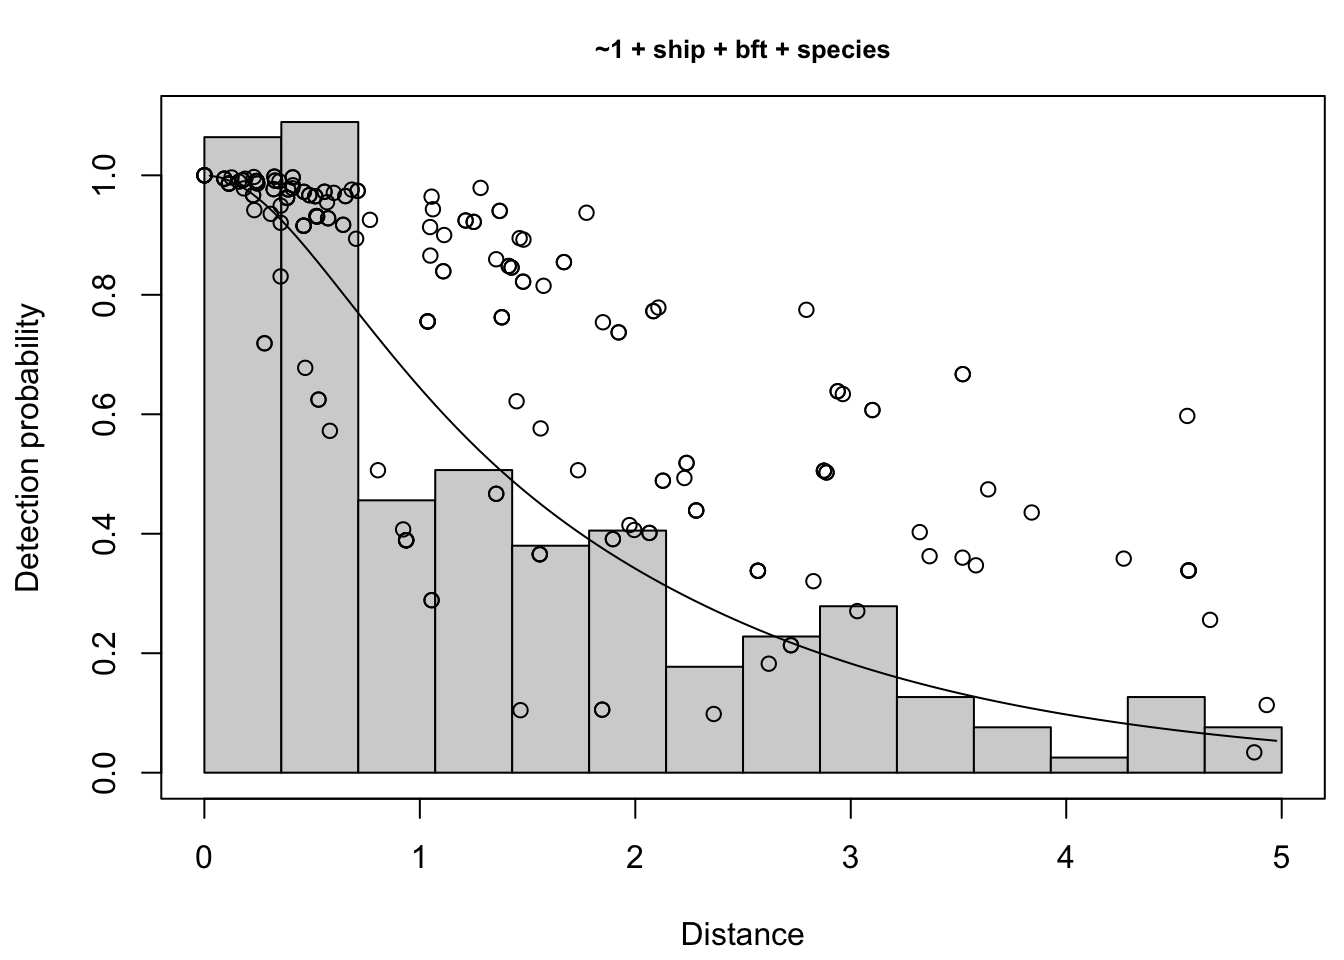 ~1 + ship + bft + species
Detection probability
1.0
0.8
0.6
0.4
0.2
0.0
0 1 2 3 4 5
Distance